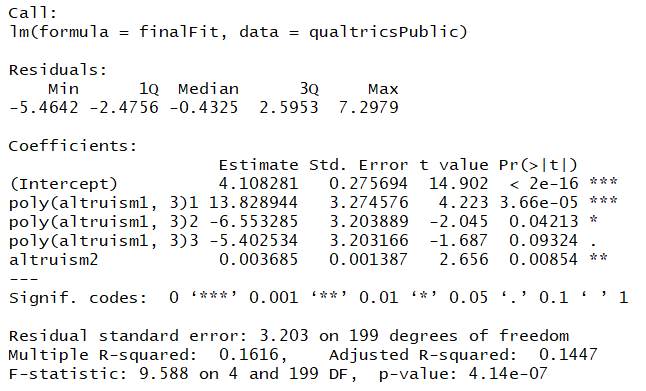 Call:
lm(formula = finalFit, data = qualtricsPublic)
Residuals:
Min 1Q Median 3Q Max
-5.4642 -2.4756 -0.4325 2.5953 7.2979
Coefficients:
Estimate Std. Error t value Pr(>|t|)
(Intercept) 4.108281 0.275694 14.902 < 2e-16 ***
poly(altruism1, 3)1 13.828944 3.274576 4.223 3.66e-05 ***
poly(altruism1, 3)2 -6.553285 3.203889 -2.045 0.04213 *
poly(altruism1, 3)3 -5.402534 3.203166 -1.687 0.09324 .
altruism2 0.003685 0.001387 2.656 0.00854 **
---
Signif. codes: 0 ‘***’ 0.001 ‘**’ 0.01 ‘*’ 0.05 ‘.’ 0.1 ‘ ’ 1
Residual standard error: 3.203 on 199 degrees of freedom
Multiple R-squared: 0.1616, Adjusted R-squared: 0.1447
F-statistic: 9.588 on 4 and 199 DF, p-value: 4.14e-07